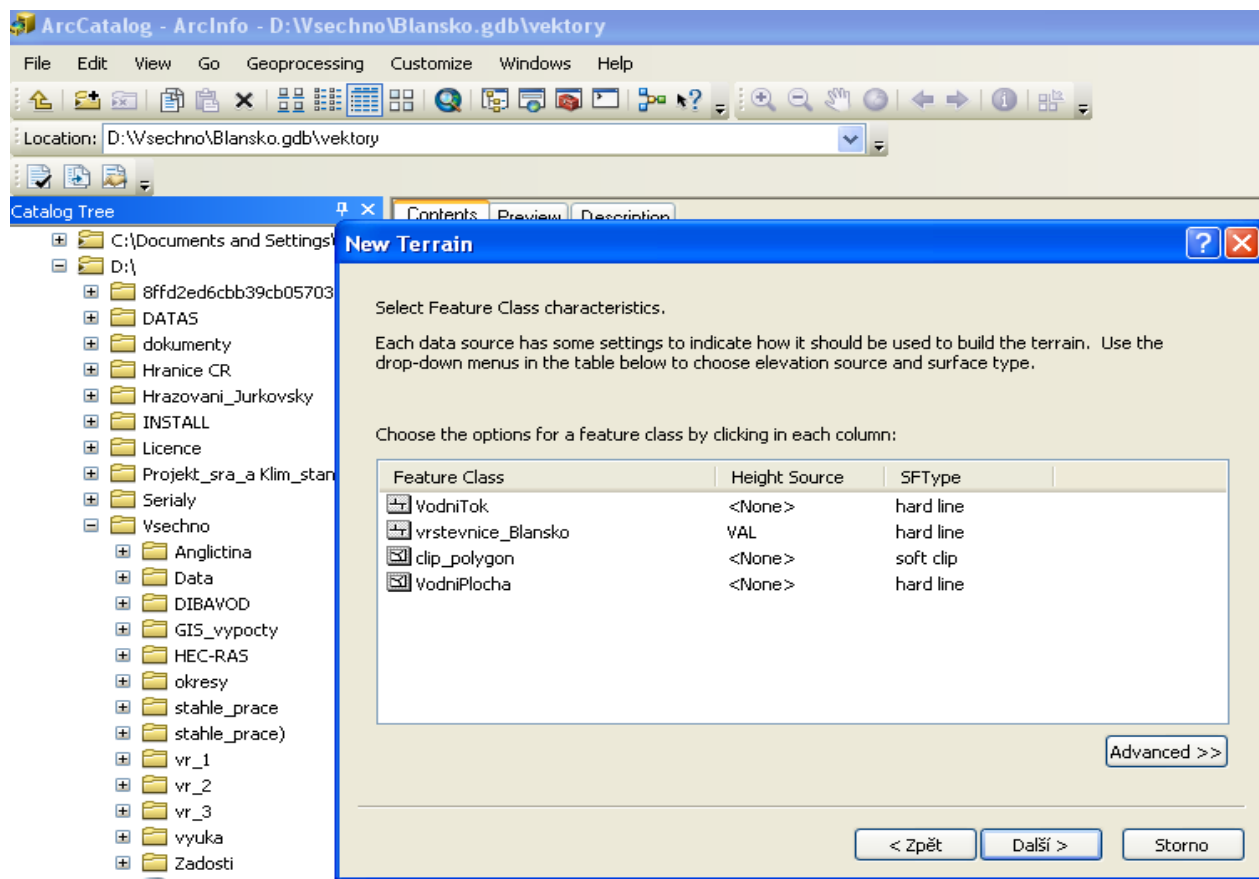 ArcCatalog - ArcInfo - D:\Vsechno\Blansko.gdb\vektory
File Edit View Go Geoprocessing Customize Windows Help
Location: D:\Vsechno\Blansko.gdb\vektory
Catalog Tree
Contents Preview Description
C:\Documents and Settings\
D:\
8ffd2ed6cbb39cb05703
DATAS
dokumenty
Hranice CR
Hrazovani_Jurkovsky
INSTALL
Licence
Projekt_sra_a Klim_stan
Serialy
Vsechno
Anglictina
Data
DIBAVOD
GIS_vypocty
HEC-RAS
okresy
stahle_prace
stahle_prace)
vr_1
vr_2
vr_3
vyuka
Zadosti
New Terrain
Select Feature Class characteristics.
Each data source has some settings to indicate how it should be used to build the terrain. Use the
drop-down menus in the table below to choose elevation source and surface type.
Choose the options for a feature class by clicking in each column:
Feature Class Height Source SFType
VodniTok <None> hard line
vrstevnice_Blansko VAL hard line
clip_polygon <None> soft clip
VodniPlocha <None> hard line
Advanced >>
< Zpět Další > Storno